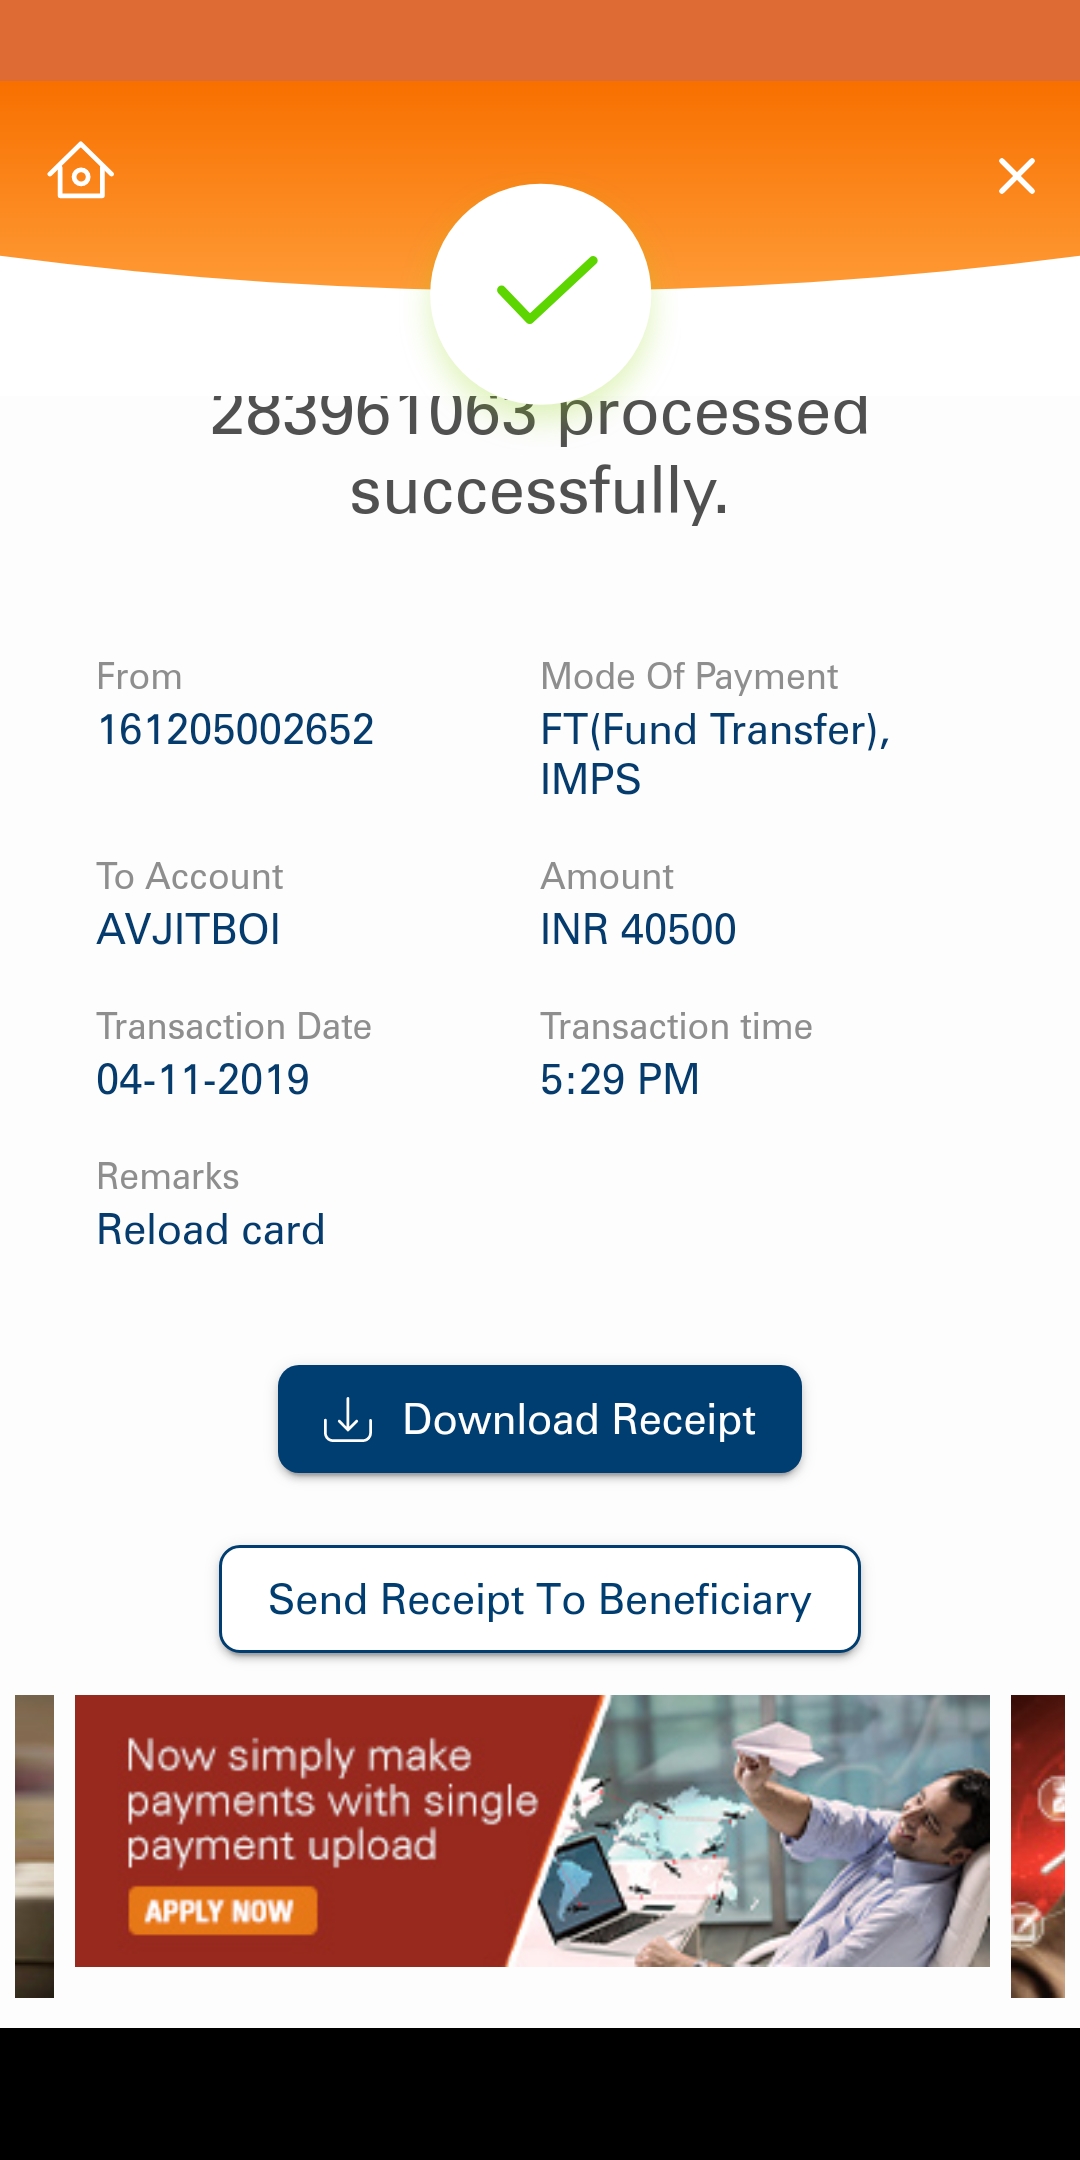 283961063 processed
successfully.
From
161205002652
Mode Of Payment
FT(Fund Transfer),
IMPS
To Account
AVJITBOI
Amount
INR 40500
Transaction Date
04-11-2019
Transaction time
5:29 PM
Remarks
Reload card
Download Receipt
Send Receipt To Beneficiary
Now simply make
payments with single
payment upload
APPLY NOW